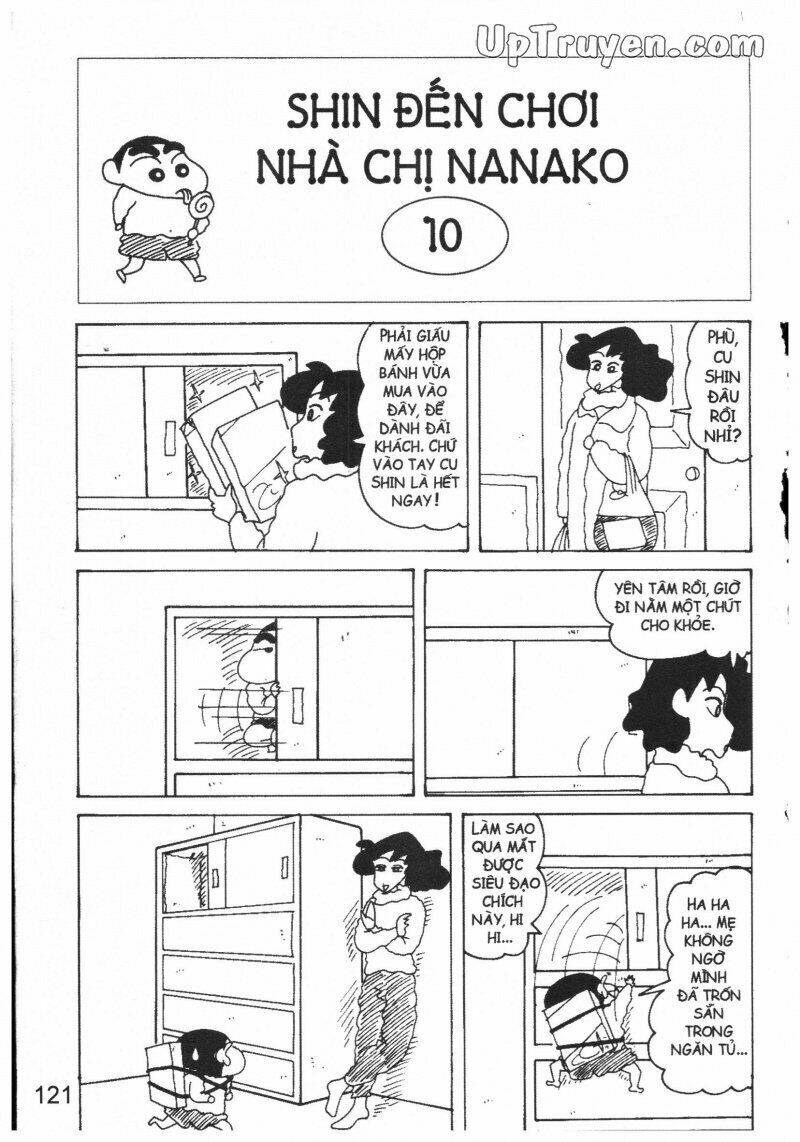 UpTruyen.com
SHIN ĐẾN CHƠI
NHÀ CHỊ NANAKO
10
PHÙ,
CU
SHIN
ĐÂU
RỒI
NHỈ?
PHẢI GIẤU
MẤY HỘP
BÁNH VỪA
MUA VÀO
ĐÂY, ĐỂ
DÀNH ĐÃI
KHÁCH. CHỨ
VÀO TAY CU
SHIN LÀ HẾT
NGAY!
YÊN TÂM RỒI, GIỜ
ĐI NẰM MỘT CHÚT
CHO KHỎE.
HA HA
HA... MẸ
KHÔNG
NGỜ
MÌNH
ĐÃ TRỐN
SẴN
TRONG
NGĂN TỦ...
LÀM SAO
QUA MẮT
ĐƯỢC
SIÊU ĐẠO
CHÍCH
NÀY, HI
HI...
121